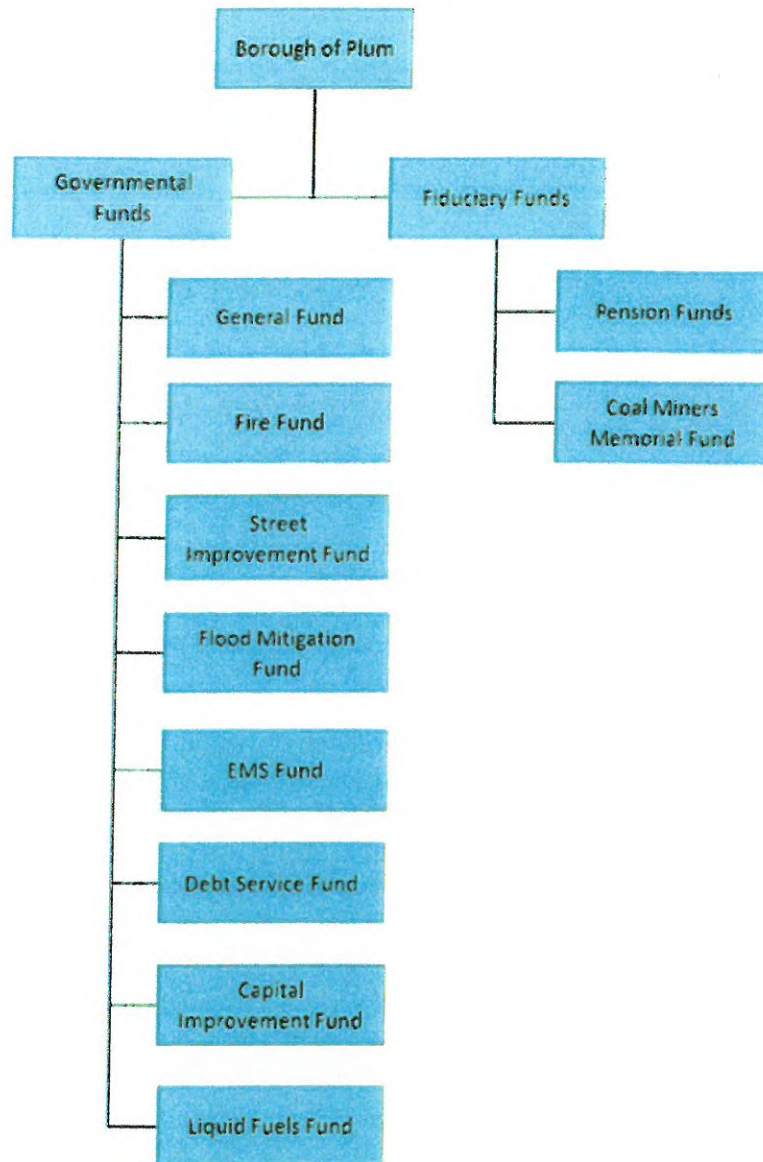 Borough of Plum
Governmental
Funds
Fiduciary Funds
General Fund
Fire Fund
Street
Improvement Fund
Flood Mitigation
Fund
EMS Fund
Debt Service Fund
Capital
Improvement Fund
Liquid Fuels Fund
Pension Funds
Coal Miners
Memorial Fund